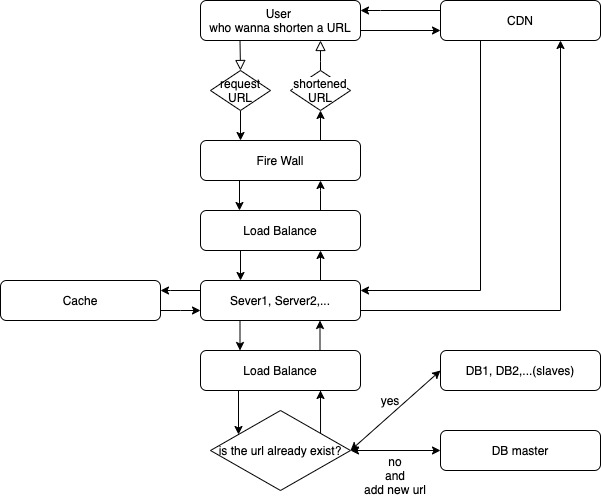 User
who wanna shorten a URL
CDN
request
URL
shortened
URL
Fire Wall
Load Balance
Cache
Sever1, Server2,...
Load Balance
DB1, DB2,...(slaves)
yes
is the url already exist?
DB master
no
and
add new url